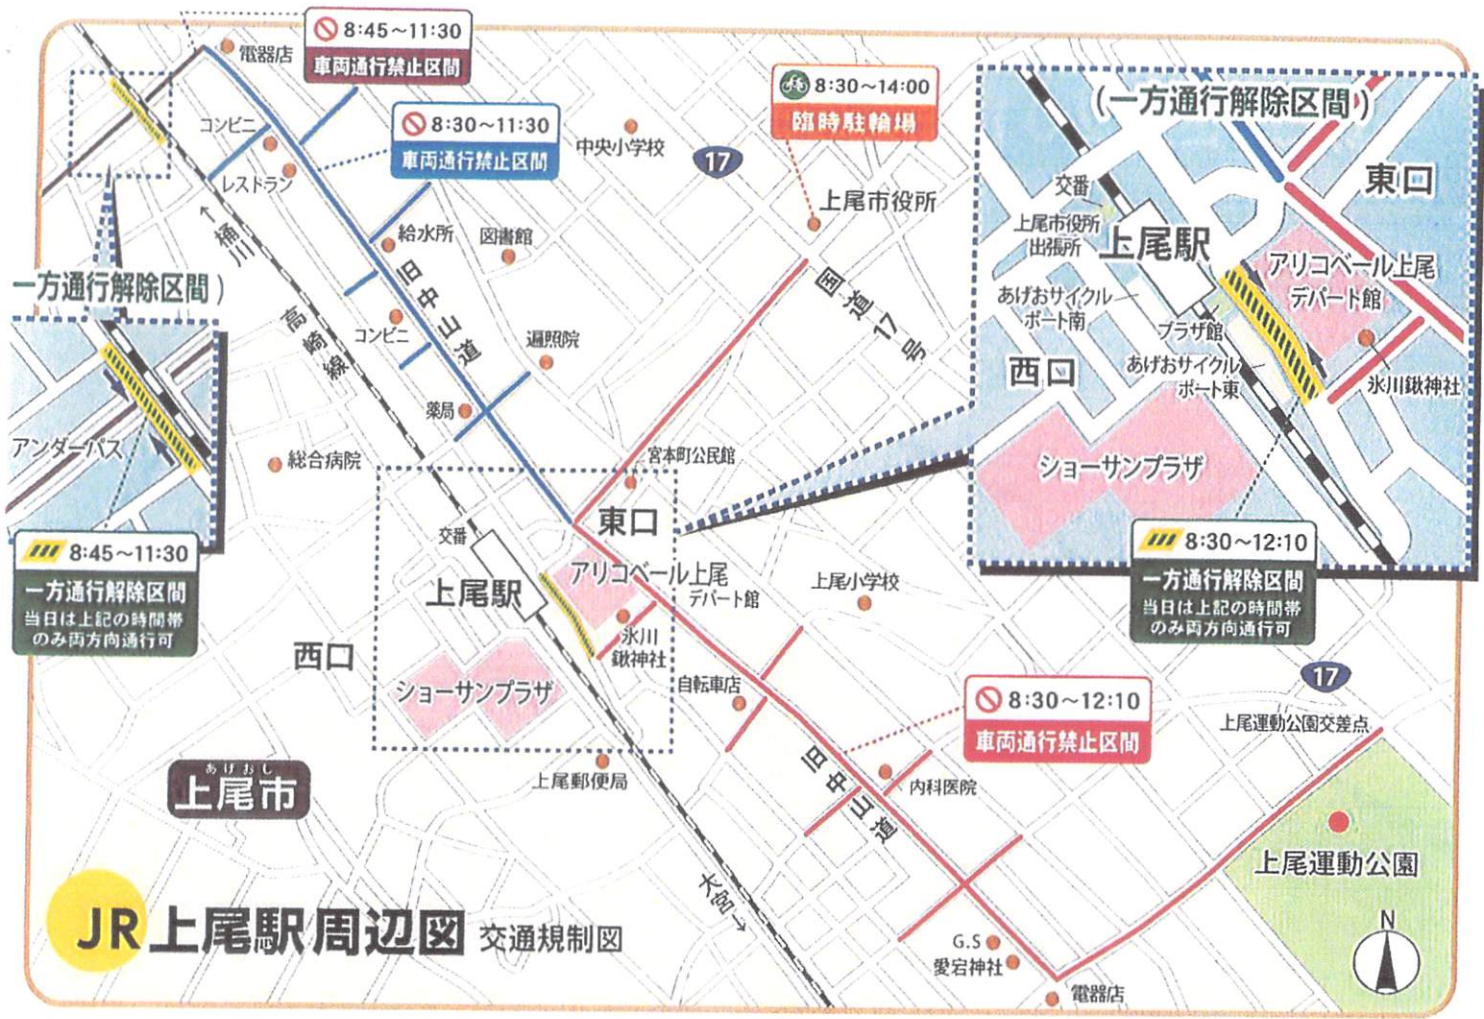 8:45～11:30
車両通行禁止区間
電器店
8:30～11:30
車両通行禁止区間
コンビニ
レストラン
中央小学校
17
8:30～14:00
臨時駐輪場
上尾市役所
(一方通行解除区間)
東口
交番
上尾市役所
出張所
上尾駅
アリコベール上尾
デパート館
あげおサイクル
ポート南
プラザ館
あげおサイクル
ポート東
氷川鍬神社
西口
ショーサンプラザ
8:30～12:10
一方通行解除区間
当日は上記の時間帯
のみ両方向通行可
←桶川
給水所
図書館
旧中山道
国道17号
一方通行解除区間)
高崎線
コンビニ
遍照院
薬局
アンダーパス
総合病院
宮本町公民館
8:45～11:30
一方通行解除区間
当日は上記の時間帯
のみ両方向通行可
交番
東口
上尾駅
アリコベール上尾
デパート館
上尾小学校
氷川
鍬神社
西口
ショーサンプラザ
自転車店
17
8:30～12:10
車両通行禁止区間
上尾運動公園交差点
上尾郵便局
旧中山道
内科医院
あげおし
上尾市
上尾運動公園
大宮→
JR上尾駅周辺図 交通規制図
G.S
愛宕神社
電器店
N